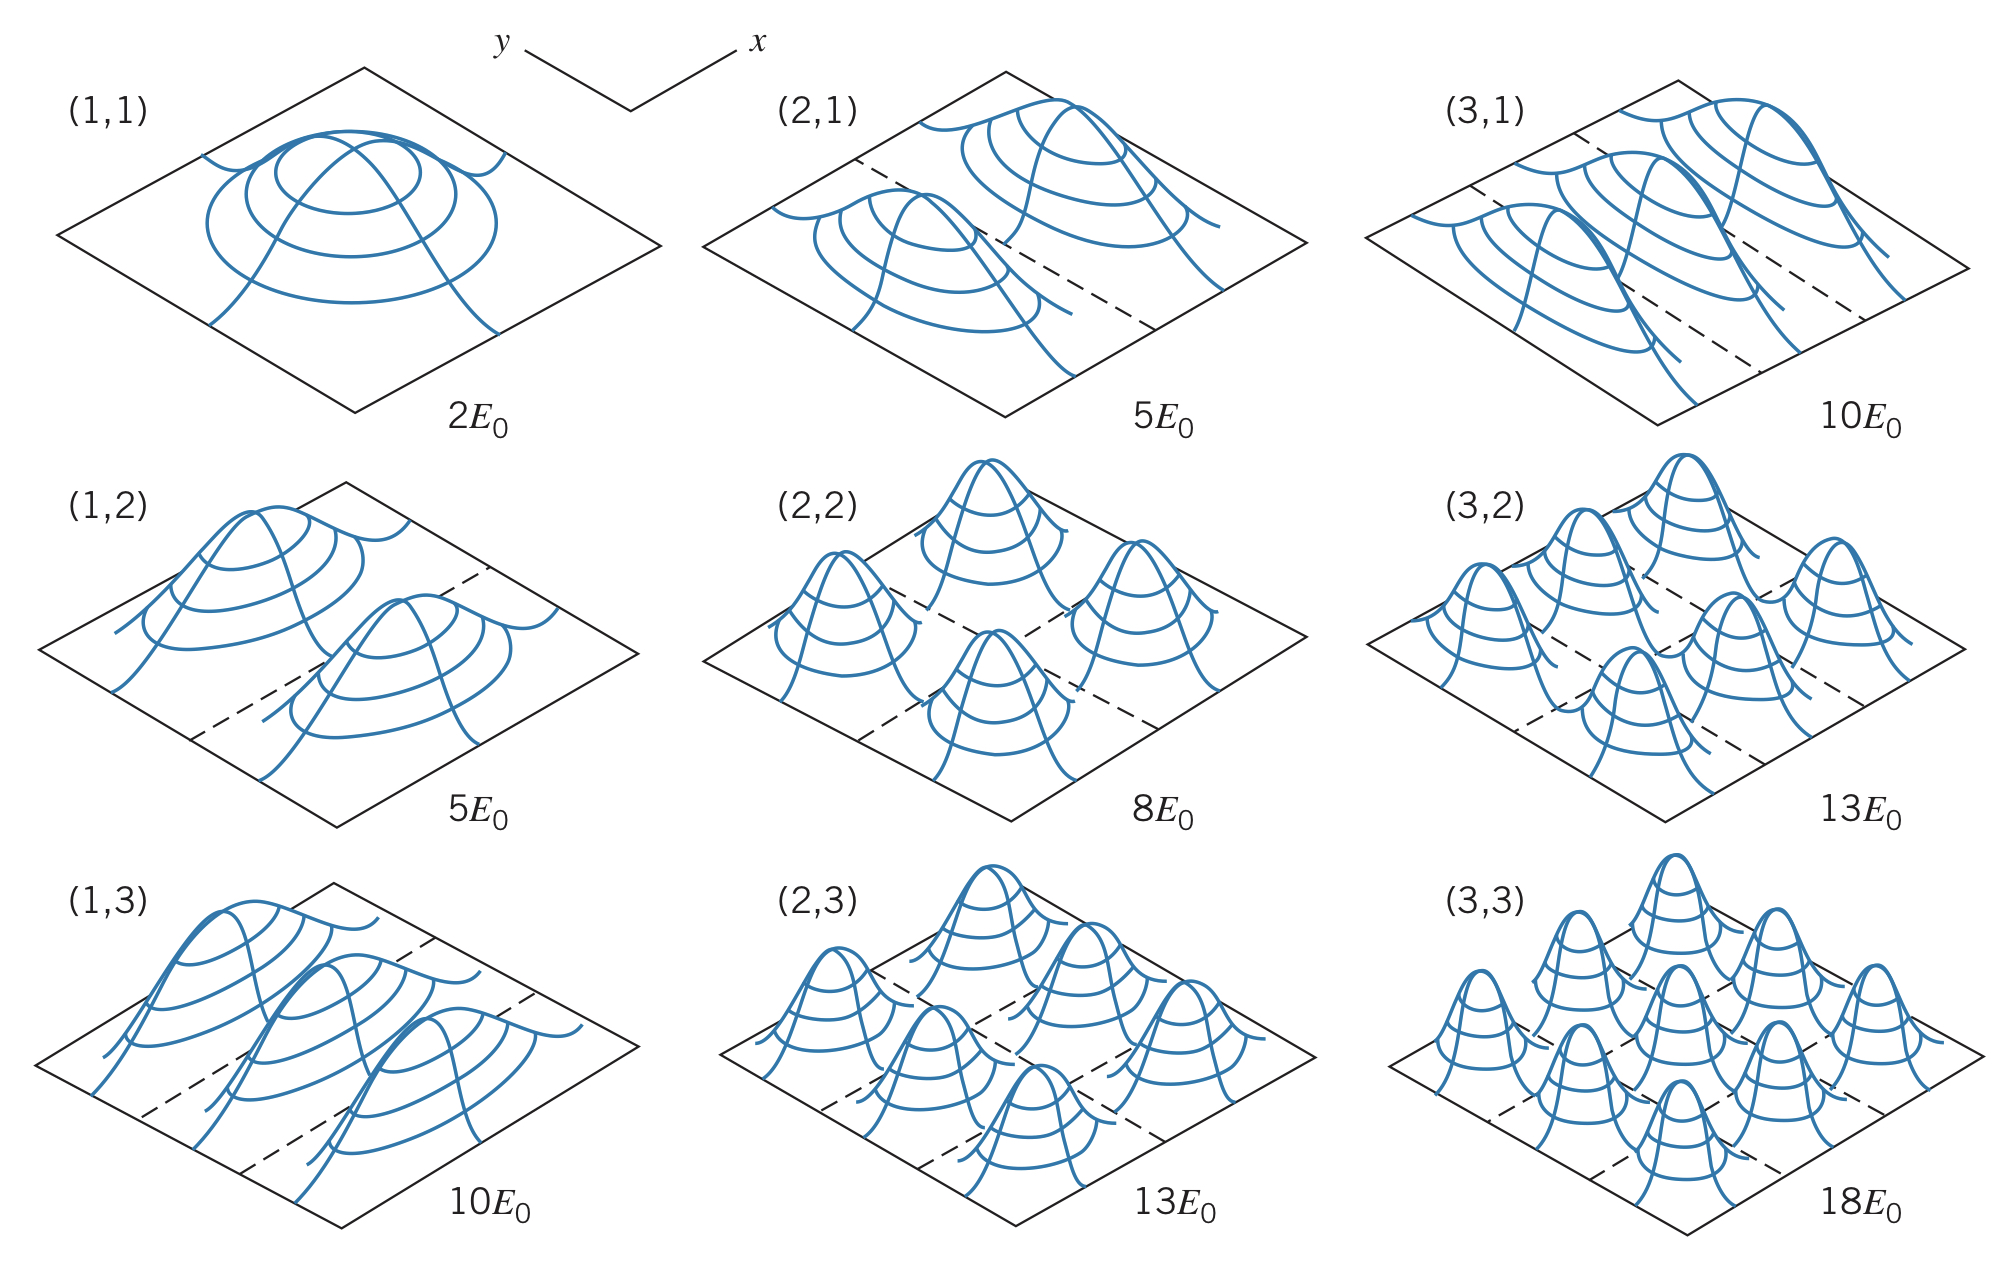 y x
(1,1) (2,1) (3,1)
2E₀ 5E₀ 10E₀
(1,2) (2,2) (3,2)
5E₀ 8E₀ 13E₀
(1,3) (2,3) (3,3)
10E₀ 13E₀ 18E₀